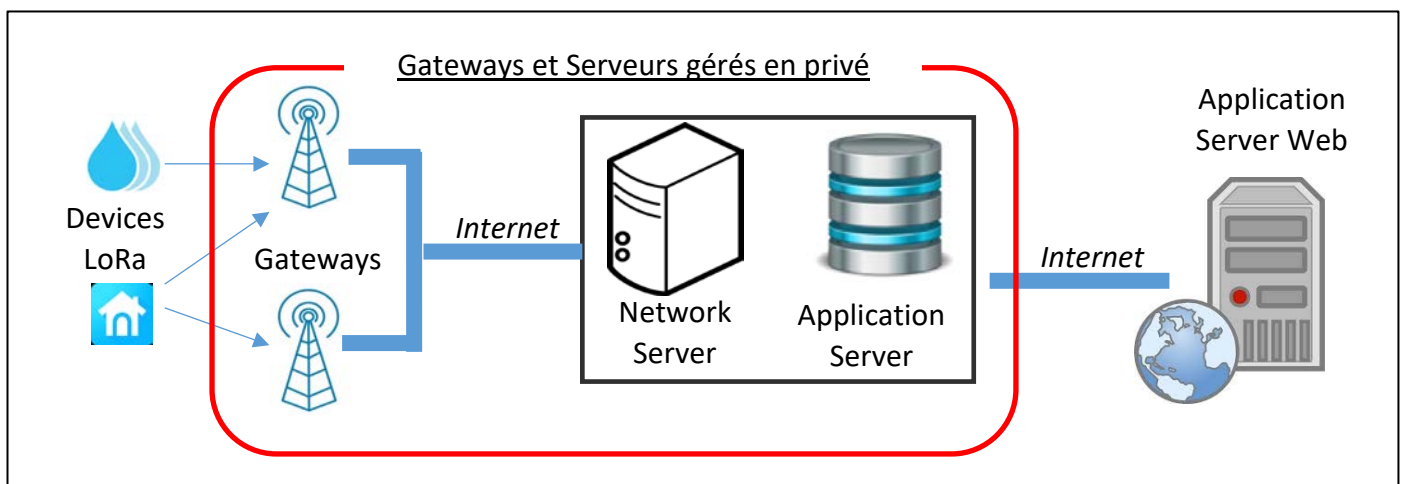 Gateways et Serveurs gérés en privé
Devices
LoRa
Gateways
Internet
Network
Server
Application
Server
Internet
Application
Server Web